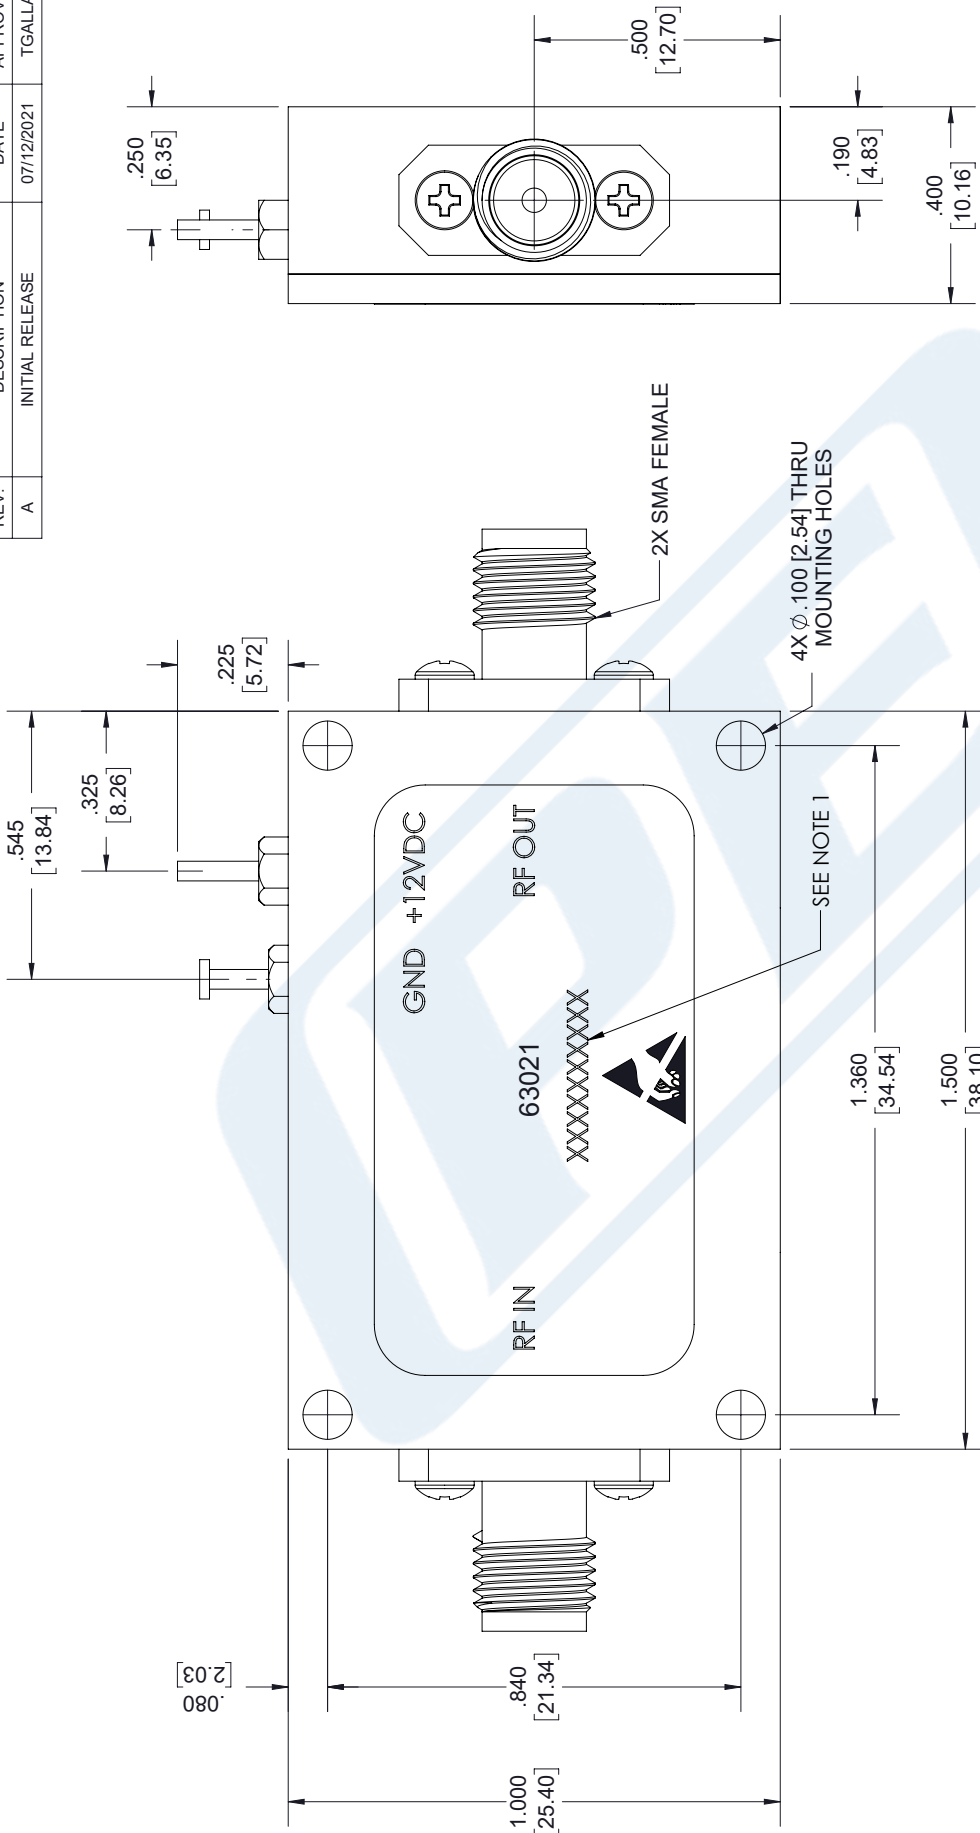 REV.
DESCRIPTION
DATE
A
INITIAL RELEASE
07/12/2021
.545
[13.84]
.325
[8.26]
.225
[5.72]
.250
[6.35]
.500
[12.70]
.190
[4.83]
.400
[10.16]
2X SMA FEMALE
4X Ø .100 [2.54] THRU
MOUNTING HOLES
GND +12VDC
RF IN
63021
RF OUT
XXXXXXXXXX
SEE NOTE 1
.080
[2.03]
.840
[21.34]
1.000
[25.40]
1.360
[34.54]
1.500
[38.10]